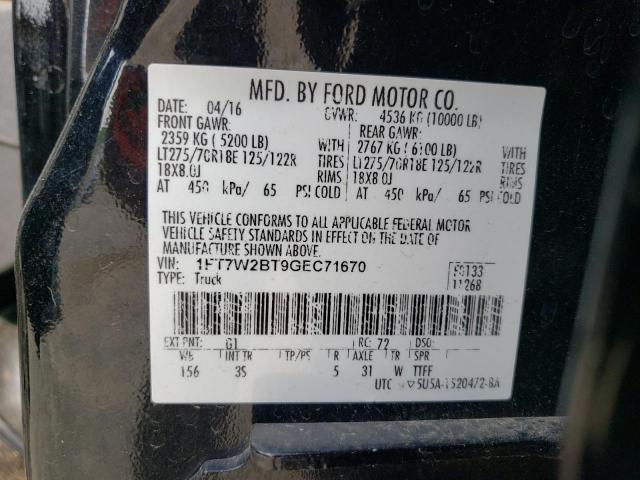 MFD. BY FORD MOTOR CO.
DATE: 04/16 GVWR: 4536 KG (10000 LB)
FRONT GAWR: REAR GAWR:
2359 KG ( 5200 LB) WITH 2767 KG ( 6100 LB) WITH
LT275/70R18E 125/122R TIRES LT275/70R18E 125/122R TIRES
18X8.0J RIMS 18X8.0J RIMS
AT 450 kPa/ 65 PSI COLD AT 450 kPa/ 65 PSI COLD
THIS VEHICLE CONFORMS TO ALL APPLICABLE FEDERAL MOTOR
VEHICLE SAFETY STANDARDS IN EFFECT ON THE DATE OF
MANUFACTURE SHOWN ABOVE.
VIN: 1FT7W2BT9GEC71670
TYPE: Truck
11268
EXT PNT: G1 RC: 72 DSO:
WB INT TR TP/PS R AXLE TR SPR
156 3S 5 31 W TTFF
UTC ▽5U5A-1520472-BA